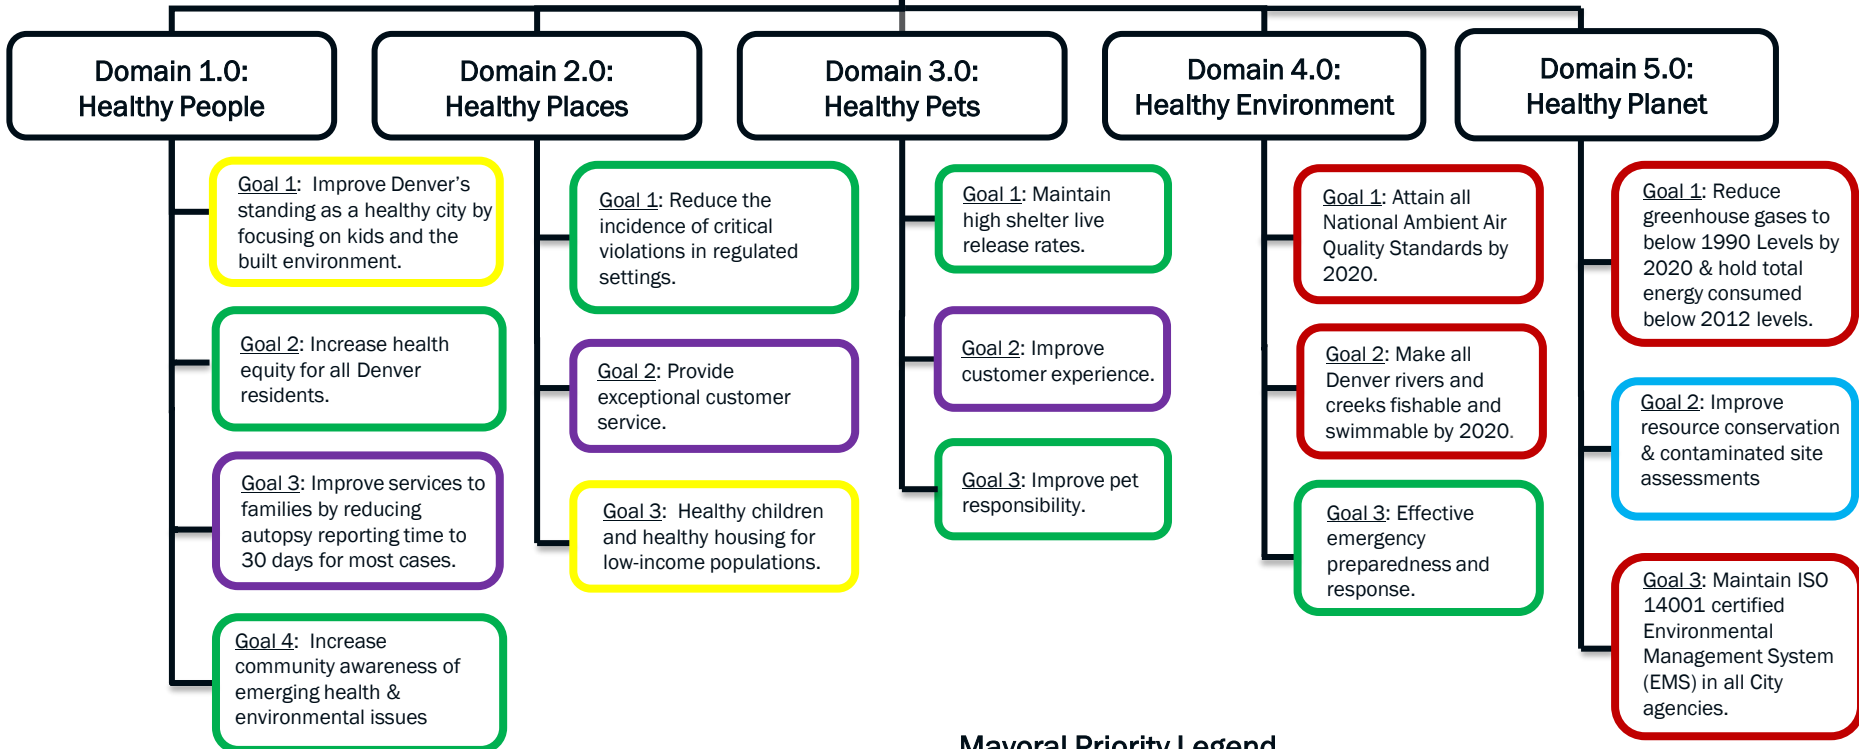 Domain 1.0:
Healthy People
Goal 1:  Improve Denver’s
standing as a healthy city by
focusing on kids and the
built environment.
Goal 2: Increase health
equity for all Denver
residents.
Goal 3: Improve services to
families by reducing
autopsy reporting time to
30 days for most cases.
Goal 4:  Increase
community awareness of
emerging health &
environmental issues
Domain 2.0:
Healthy Places
Goal 1: Reduce the
incidence of critical
violations in regulated
settings.
Goal 2: Provide
exceptional customer
service.
Goal 3:  Healthy children
and healthy housing for
low-income populations.
Domain 3.0:
Healthy Pets
Goal 1: Maintain
high shelter live
release rates.
Goal 2: Improve
customer experience.
Goal 3: Improve pet
responsibility.
Domain 4.0:
Healthy Environment
Goal 1: Attain all
National Ambient Air
Quality Standards by
2020.
Goal 2: Make all
Denver rivers and
creeks fishable and
swimmable by 2020.
Goal 3: Effective
emergency
preparedness and
response.
Domain 5.0:
Healthy Planet
Goal 1: Reduce
greenhouse gases to
below 1990 Levels by
2020 & hold total
energy consumed
below 2012 levels.
Goal 2: Improve
resource conservation
& contaminated site
assessments
Goal 3: Maintain ISO
14001 certified
Environmental
Management System
(EMS) in all City
agencies.
Mayoral Priority Legend